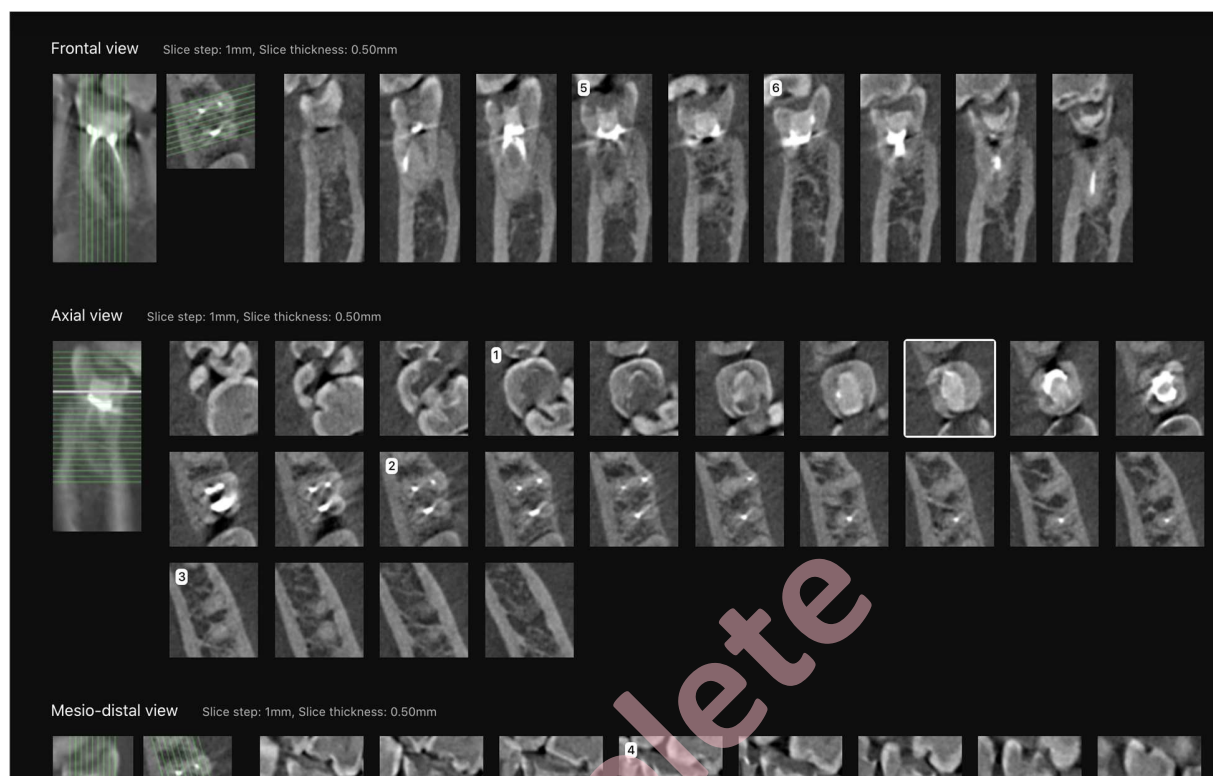 Frontal view Slice step: 1mm, Slice thickness: 0.50mm
5 6
Axial view Slice step: 1mm, Slice thickness: 0.50mm
1
2
3
lete
Mesio-distal view Slice step: 1mm, Slice thickness: 0.50mm
4